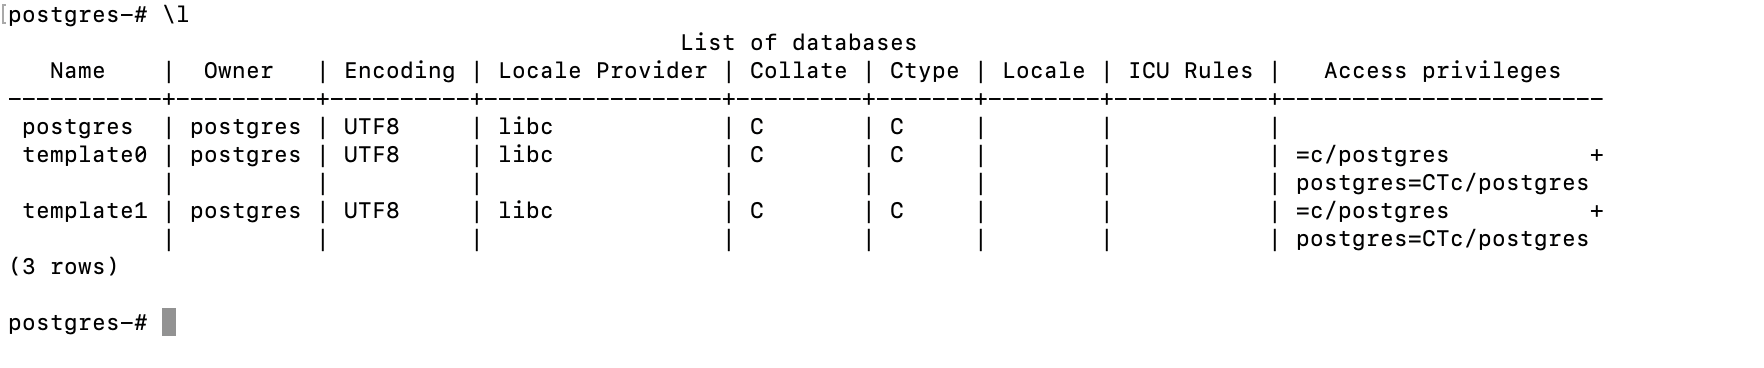 postgres-# \l
                                                List of databases
   Name    |  Owner   | Encoding | Locale Provider | Collate | Ctype | Locale | ICU Rules |   Access privileges
-----------+----------+----------+-----------------+---------+-------+--------+-----------+-----------------------
 postgres  | postgres | UTF8     | libc            | C       | C     |        |           |
 template0 | postgres | UTF8     | libc            | C       | C     |        |           | =c/postgres          +
           |          |          |                 |         |       |        |           | postgres=CTc/postgres
 template1 | postgres | UTF8     | libc            | C       | C     |        |           | =c/postgres          +
           |          |          |                 |         |       |        |           | postgres=CTc/postgres
(3 rows)
postgres-#